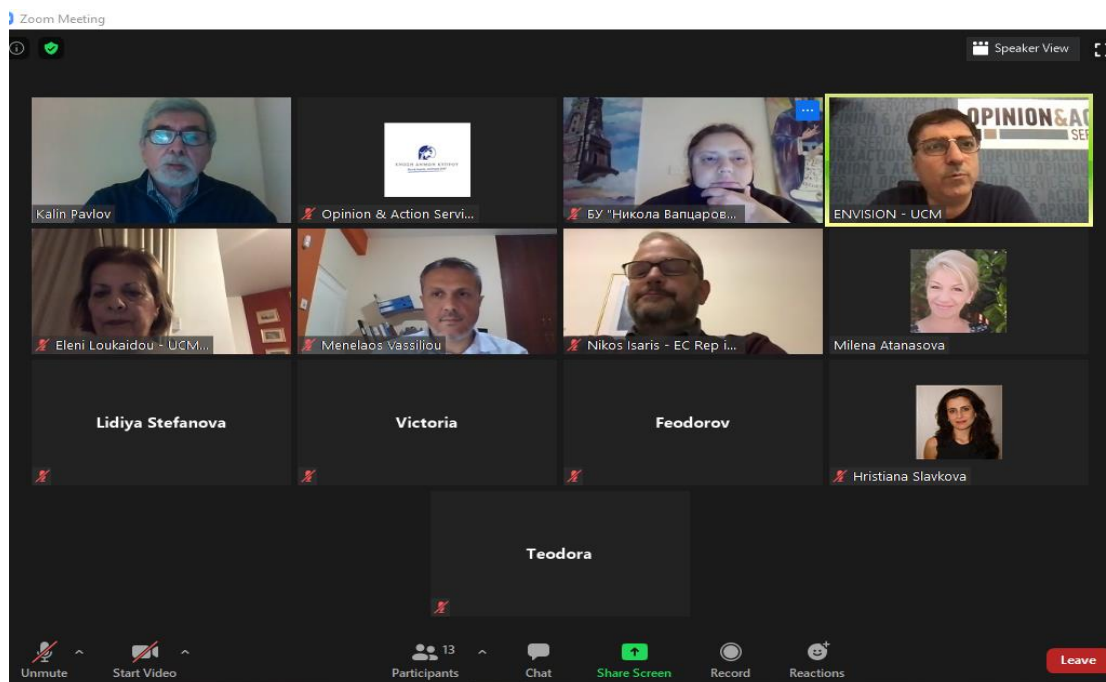 Zoom Meeting
Speaker View
Kalin Pavlov
Opinion & Action Servi...
БУ "Никола Вапцаров...
OPINION&A
SE
ENVISION - UCM
Eleni Loukaidou - UCM...
Menelaos Vassiliou
Nikos Isaris - EC Rep i...
Milena Atanasova
Lidiya Stefanova
Victoria
Feodorov
Hristiana Slavkova
Teodora
13
Unmute
Start Video
Participants
Chat
Share Screen
Record
Reactions
Leave